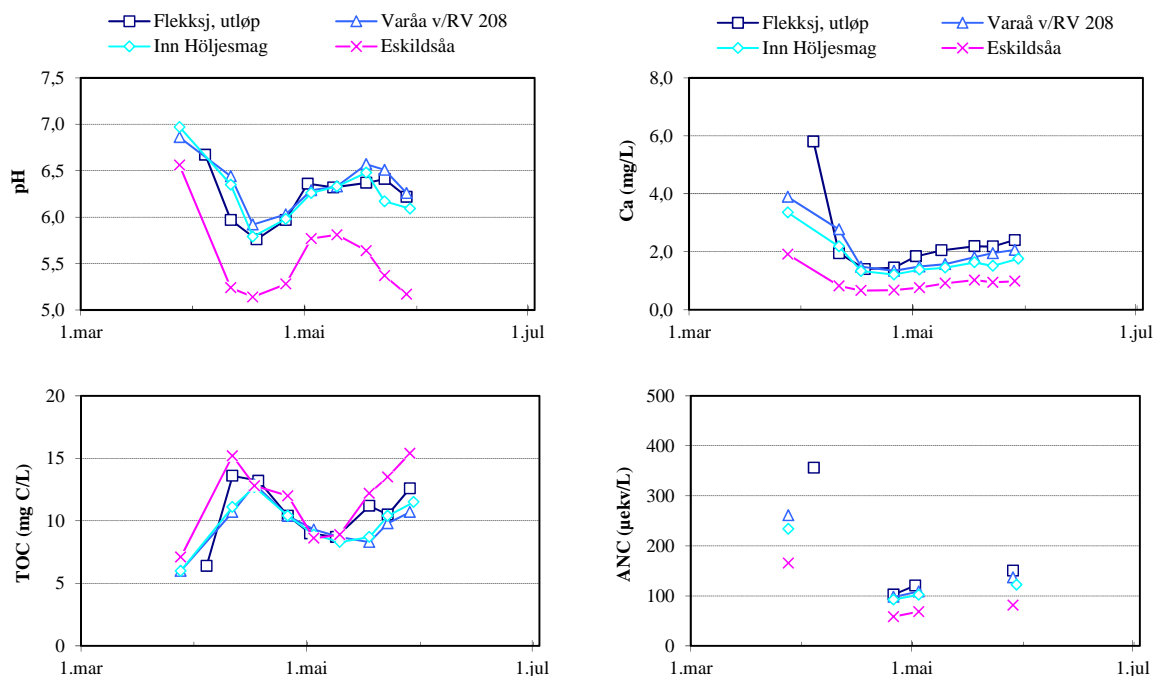 Flekksj, utløp
Varåa v/RV 208
Inn Höljesmag
Eskildsåa
7,5
7,0
6,5
6,0
5,5
5,0
pH
1.mar
1.mai
1.jul
Flekksj, utløp
Varaå v/RV 208
Inn Höljesmag
Eskildsåa
8,0
6,0
4,0
2,0
0,0
Ca (mg/L)
1.mar
1.mai
1.jul
20
15
10
5
0
TOC (mg C/L)
1.mar
1.mai
1.jul
500
400
300
200
100
0
ANC (µekv/L)
1.mar
1.mai
1.jul